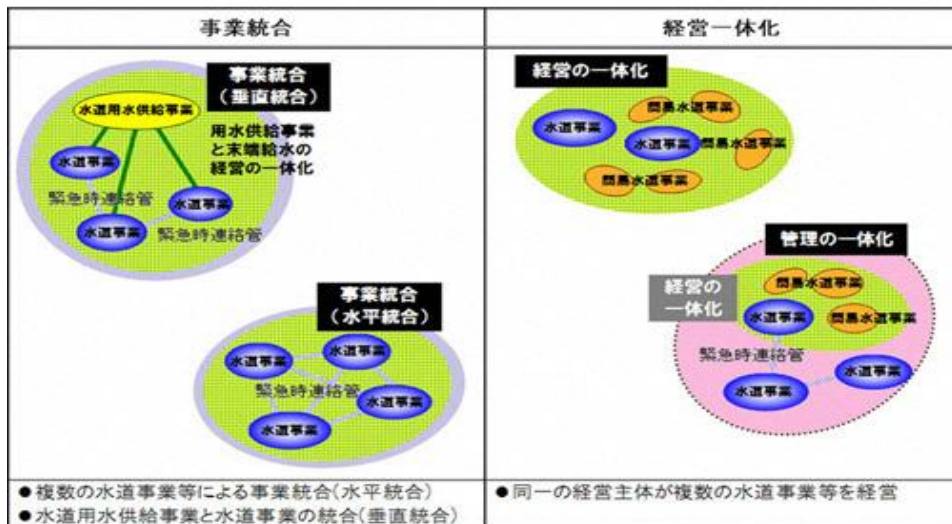 事業統合
事業統合
(垂直統合)
水道用水供給事業
用水供給事業
と末端給水の
経営の一体化
水道事業
緊急時連絡管
水道事業
水道事業
緊急時連絡管
事業統合
(水平統合)
水道事業
水道事業
緊急時連絡管
水道事業
水道事業
●複数の水道事業等による事業統合(水平統合)
●水道用水供給事業と水道事業の統合(垂直統合)
経営一体化
経営の一体化
簡易水道事業
水道事業
水道事業
簡易水道事業
簡易水道事業
管理の一体化
経営の
一体化
簡易水道事業
水道事業
簡易水道事業
緊急時連絡管
水道事業
水道事業
●同一の経営主体が複数の水道事業等を経営